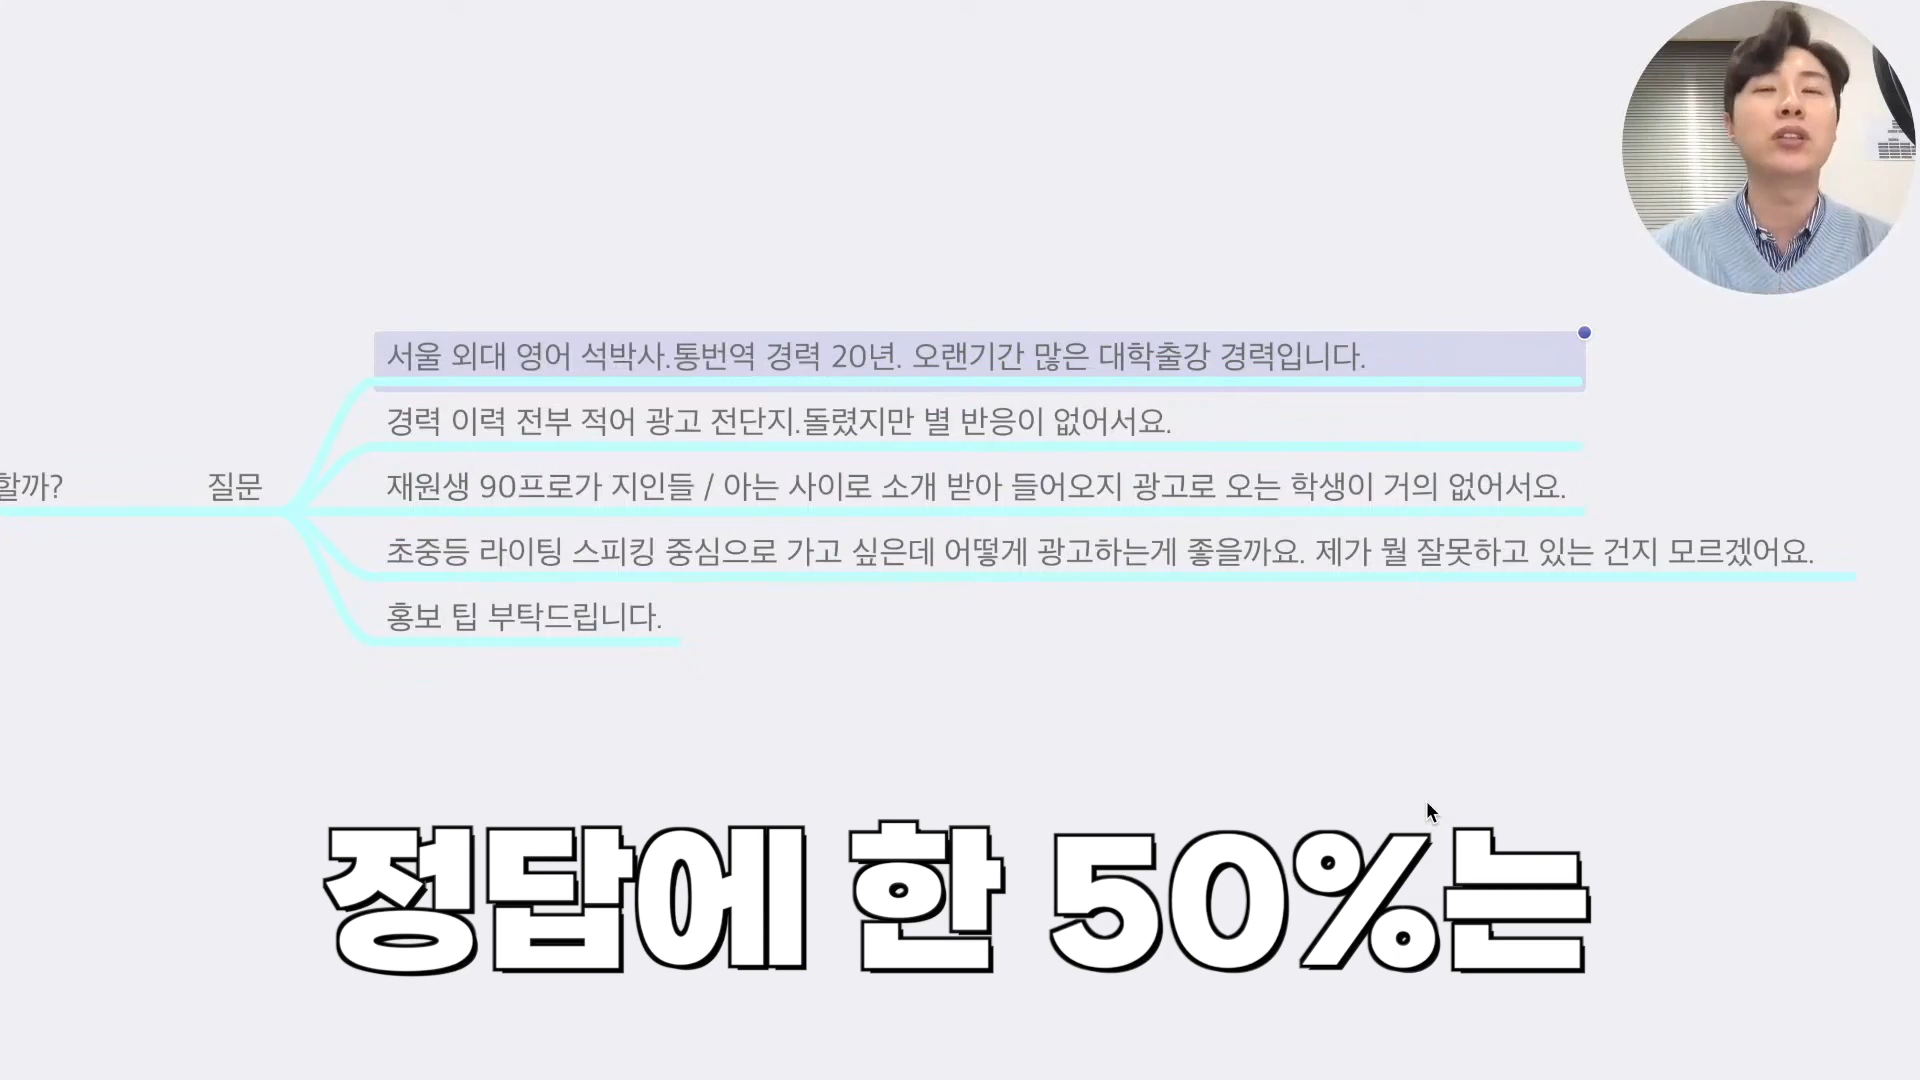 서울 외대 영어 석박사.통번역 경력 20년. 오랜기간 많은 대학출강 경력입니다.
경력 이력 전부 적어 광고 전단지.돌렸지만 별 반응이 없어서요.
할까?
질문
재원생 90프로가 지인들 / 아는 사이로 소개 받아 들어오지 광고로 오는 학생이 거의 없어서요.
초중등 라이팅 스피킹 중심으로 가고 싶은데 어떻게 광고하는게 좋을까요. 제가 뭘 잘못하고 있는 건지 모르겠어요.
홍보 팁 부탁드립니다.
정답에 한 50%는